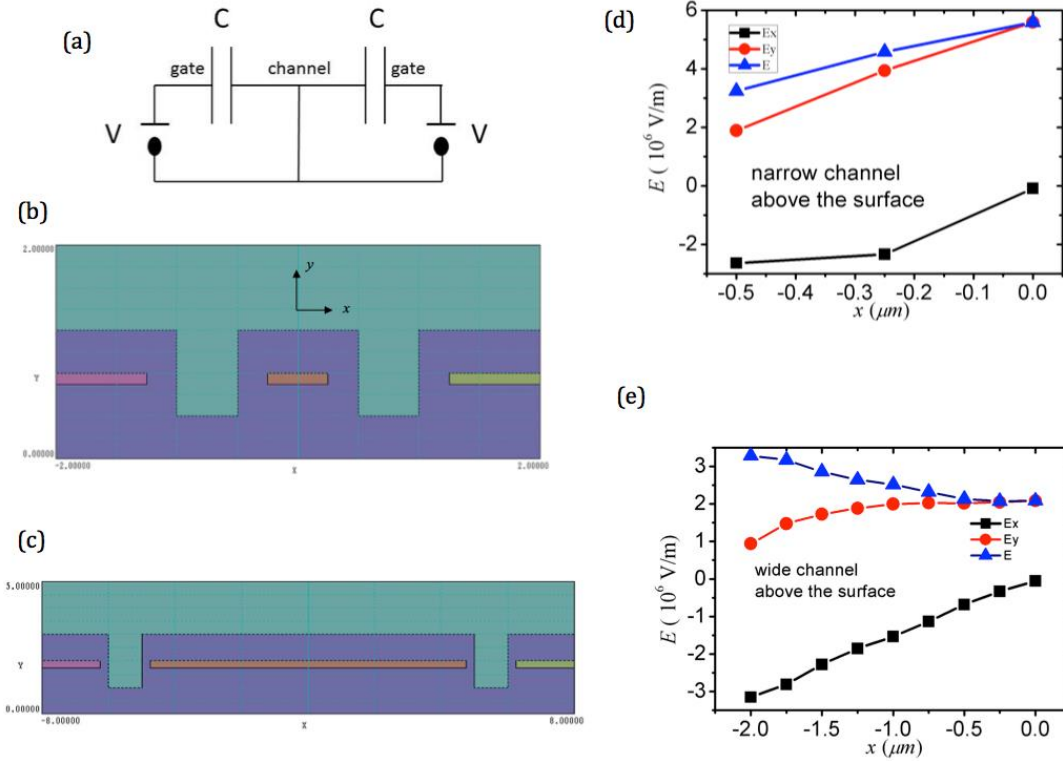 (a)
C C
gate channel gate
V V
(b)
2.00000
y
x
Y
0.00000
-2.00000 X 2.00000
(c)
5.00000
Y
0.00000
-8.00000 X 8.00000
(d)
E ( 10⁶ V/m)
6
4
2
0
-2
Ex
Ey
E
narrow channel
above the surface
-0.5 -0.4 -0.3 -0.2 -0.1 0.0
x (μm)
(e)
E ( 10⁶ V/m)
3
2
1
0
-1
-2
-3
Ex
Ey
E
wide channel
above the surface
-2.0 -1.5 -1.0 -0.5 0.0
x (μm)